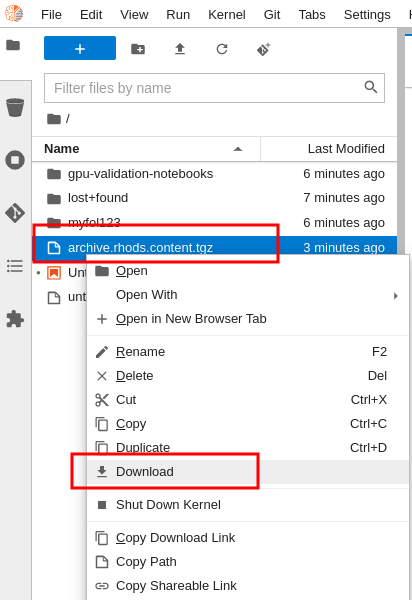 File Edit View Run Kernel Git Tabs Settings
Filter files by name
/
Name Last Modified
gpu-validation-notebooks 6 minutes ago
lost+found 7 minutes ago
myfol123 6 minutes ago
archive.rhods.content.tgz 3 minutes ago
Unt
unt
Open
Open With
Open in New Browser Tab
Rename F2
Delete Del
Cut Ctrl+X
Copy Ctrl+C
Duplicate Ctrl+D
Download
Shut Down Kernel
Copy Download Link
Copy Path
Copy Shareable Link